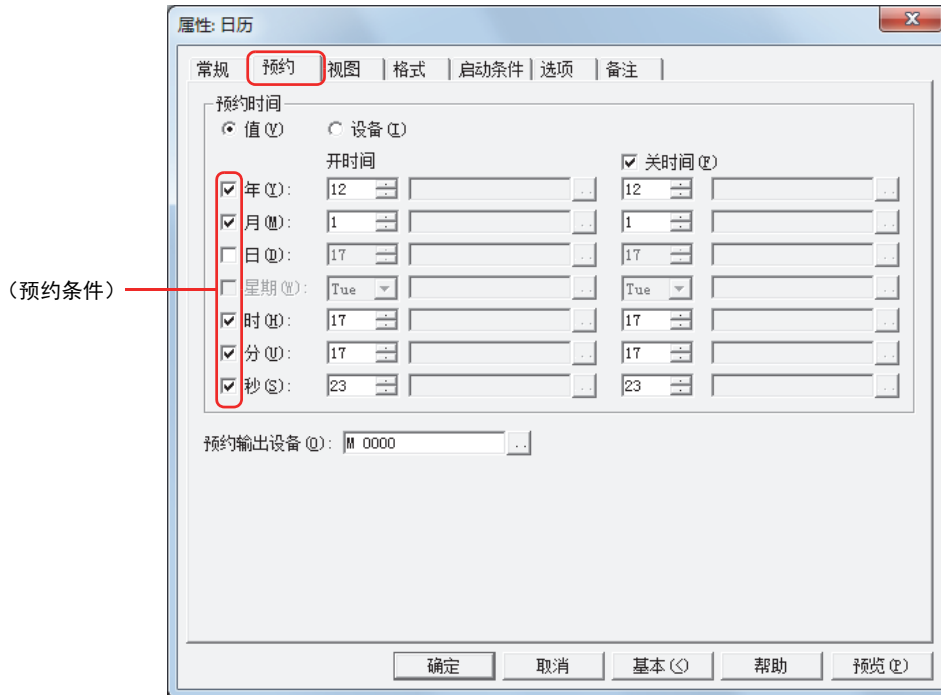 属性: 日历
常规 预约 视图 格式 启动条件 选项 备注
预约时间
值(V) 设备(I)
开时间 关时间(F)
年(Y): 12 .. 12 ..
月(M): 1 .. 1 ..
日(D): 17 .. 17 ..
星期(W): Tue .. Tue ..
时(H): 17 .. 17 ..
分(U): 17 .. 17 ..
秒(S): 23 .. 23 ..
（预约条件）
预约输出设备(O): M 0000 ..
确定 取消 基本(<) 帮助 预览(P)